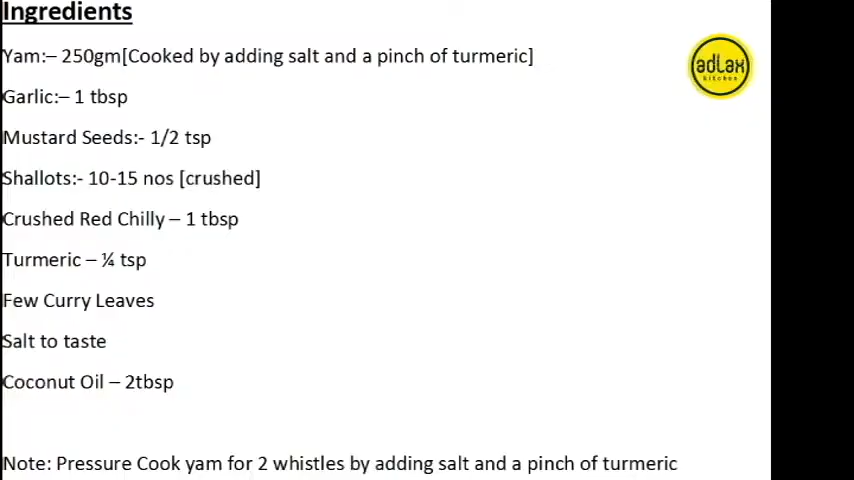 Ingredients
Yam:– 250gm[Cooked by adding salt and a pinch of turmeric]
adLax
kitchen
Garlic:– 1 tbsp
Mustard Seeds:- 1/2 tsp
Shallots:- 10-15 nos [crushed]
Crushed Red Chilly – 1 tbsp
Turmeric – ¼ tsp
Few Curry Leaves
Salt to taste
Coconut Oil – 2tbsp
Note: Pressure Cook yam for 2 whistles by adding salt and a pinch of turmeric